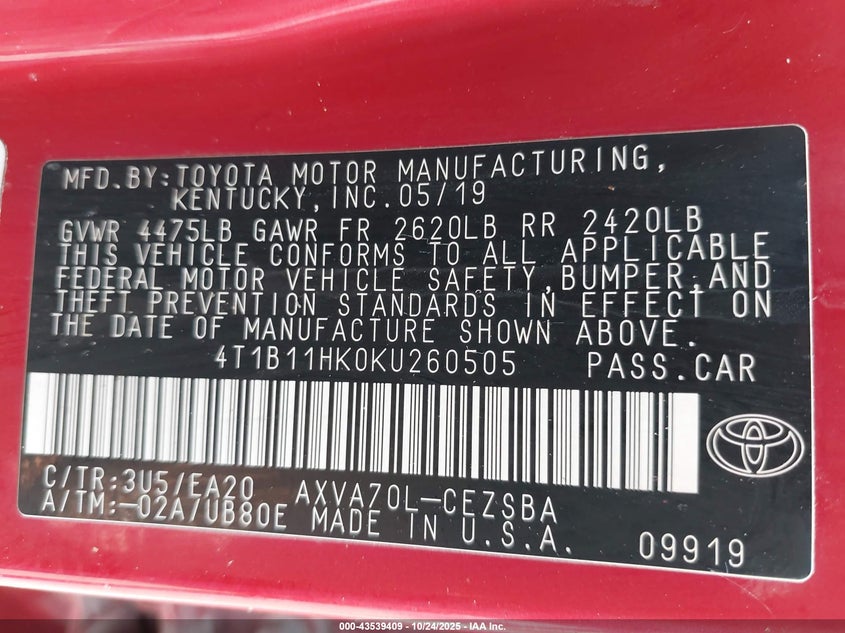 MFD.BY:TOYOTA MOTOR MANUFACTURING,
KENTUCKY,INC.05/19
GVWR 4475LB GAWR FR 2620LB RR 2420LB
THIS VEHICLE CONFORMS TO ALL APPLICABLE
FEDERAL MOTOR VEHICLE SAFETY,BUMPER,AND
THEFT PREVENTION STANDARDS IN EFFECT ON
THE DATE OF MANUFACTURE SHOWN ABOVE.
4T1B11HK0KU260505 PASS.CAR
C/TR:3U5/EA20 AXVA70L-CEZSBA
A/TM:-02A/UB80E MADE IN U.S.A.
09919
000-43539409 - 10/24/2025 - IAA Inc.